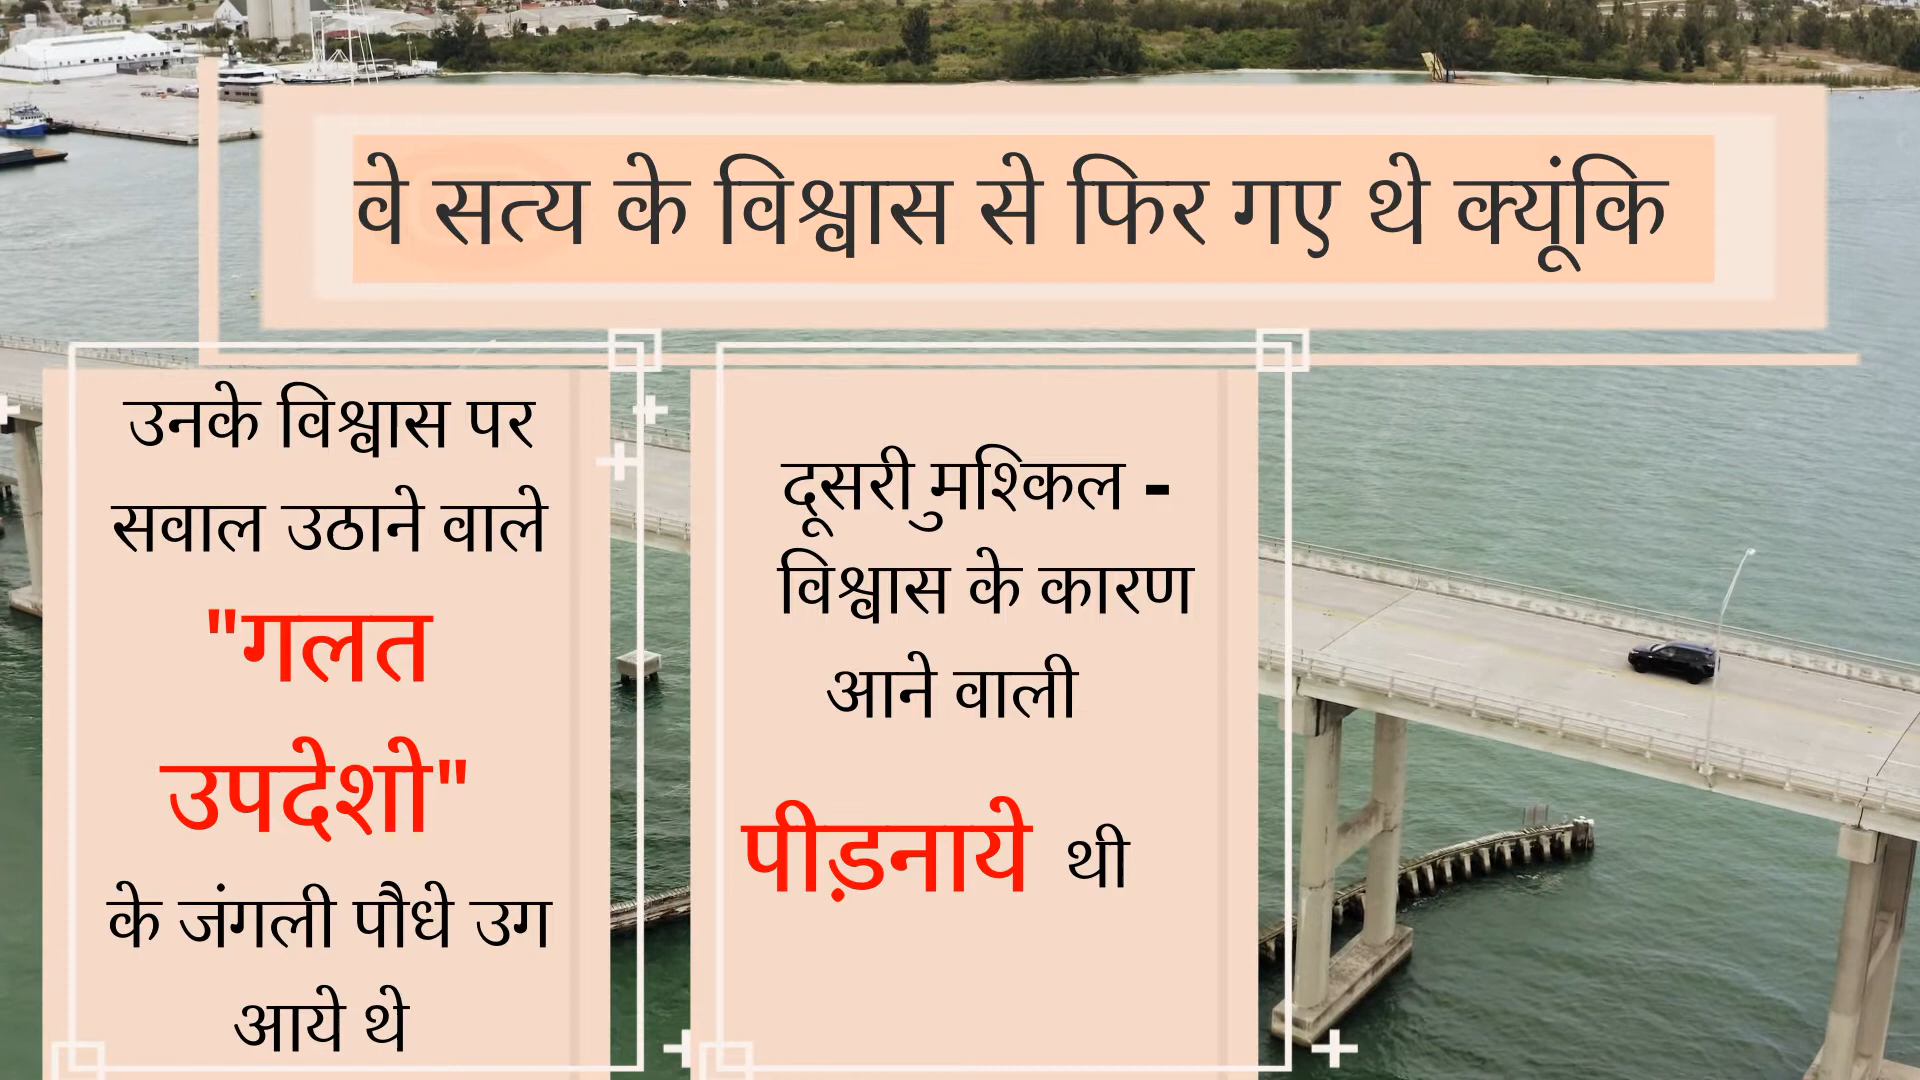 वे सत्य के विश्वास से फिर गए थे क्यूंकि
उनके विश्वास पर
सवाल उठाने वाले
"गलत
उपदेशो"
के जंगली पौधे उग
आये थे
दूसरी मुश्किल -
विश्वास के कारण
आने वाली
पीड़नाये थी